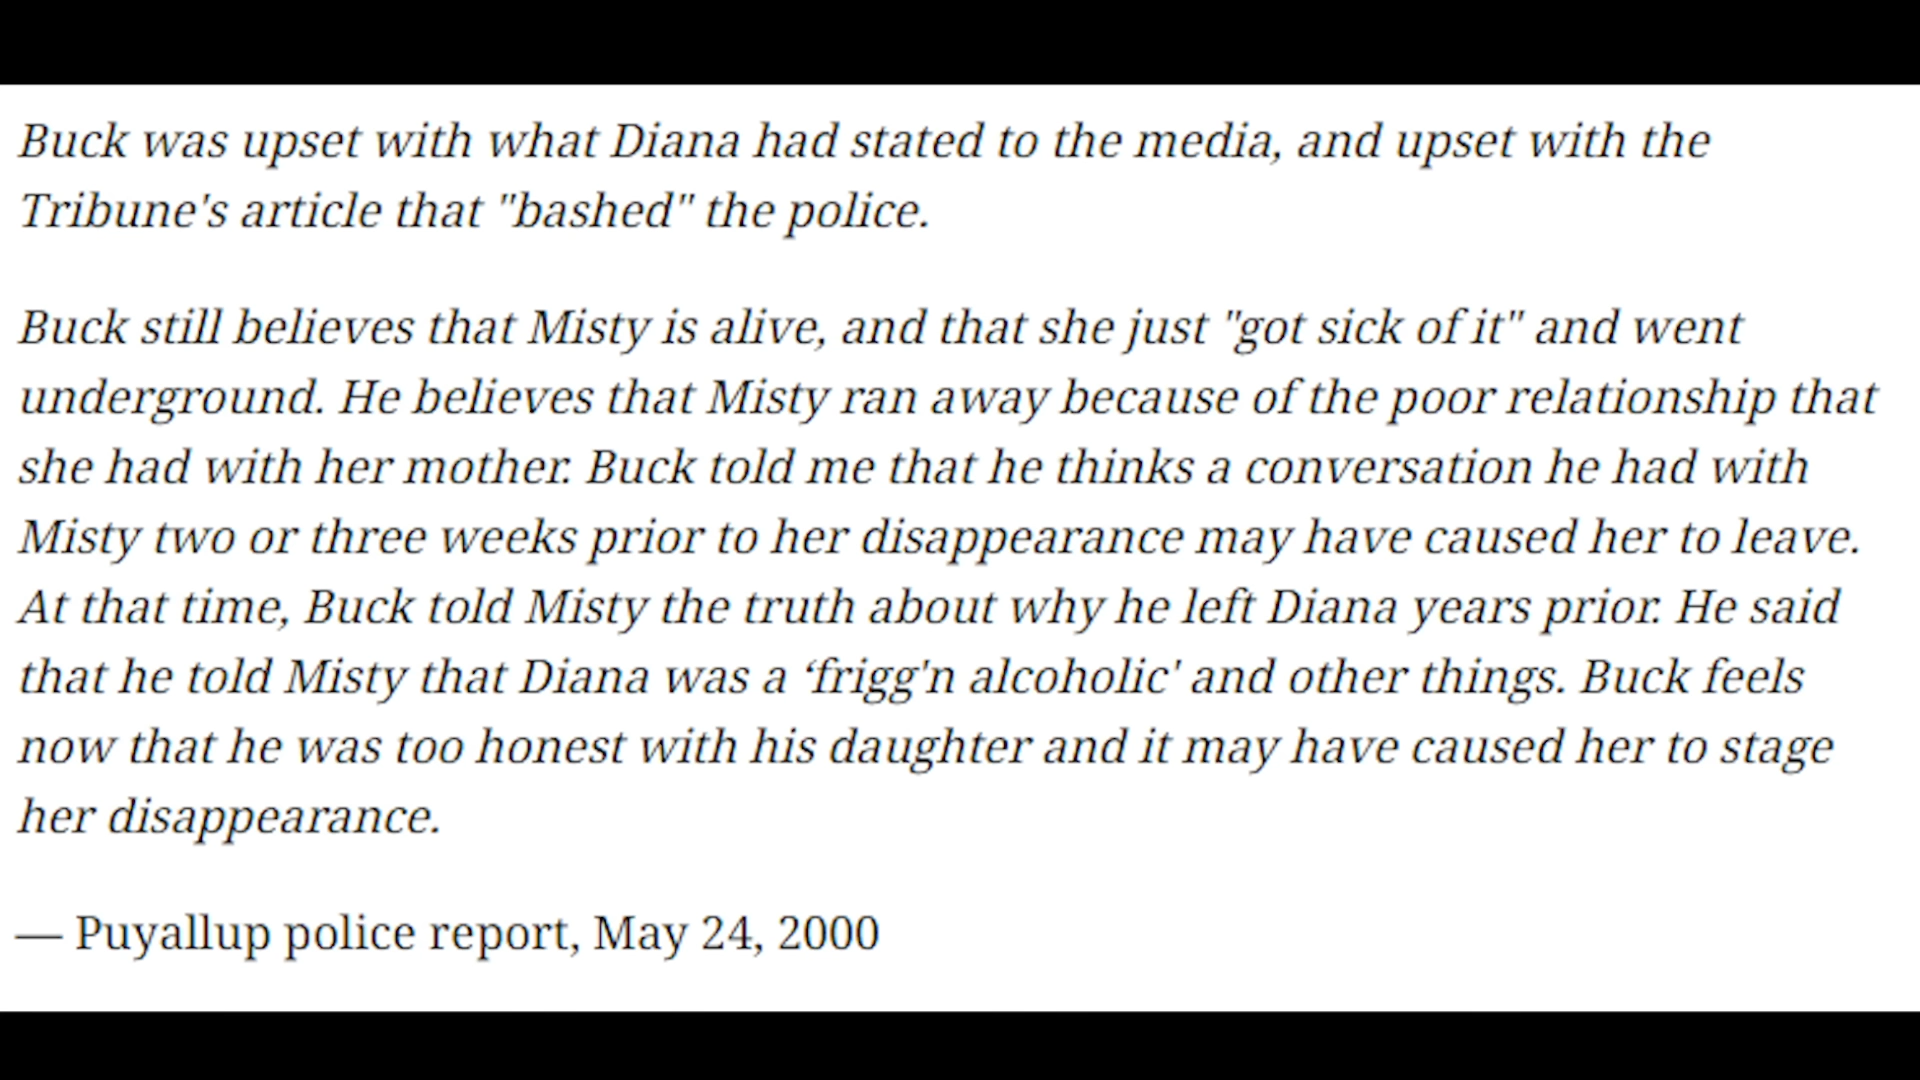 Buck was upset with what Diana had stated to the media, and upset with the
Tribune's article that "bashed" the police.
Buck still believes that Misty is alive, and that she just "got sick of it" and went
underground. He believes that Misty ran away because of the poor relationship that
she had with her mother. Buck told me that he thinks a conversation he had with
Misty two or three weeks prior to her disappearance may have caused her to leave.
At that time, Buck told Misty the truth about why he left Diana years prior. He said
that he told Misty that Diana was a ‘frigg'n alcoholic' and other things. Buck feels
now that he was too honest with his daughter and it may have caused her to stage
her disappearance.
— Puyallup police report, May 24, 2000